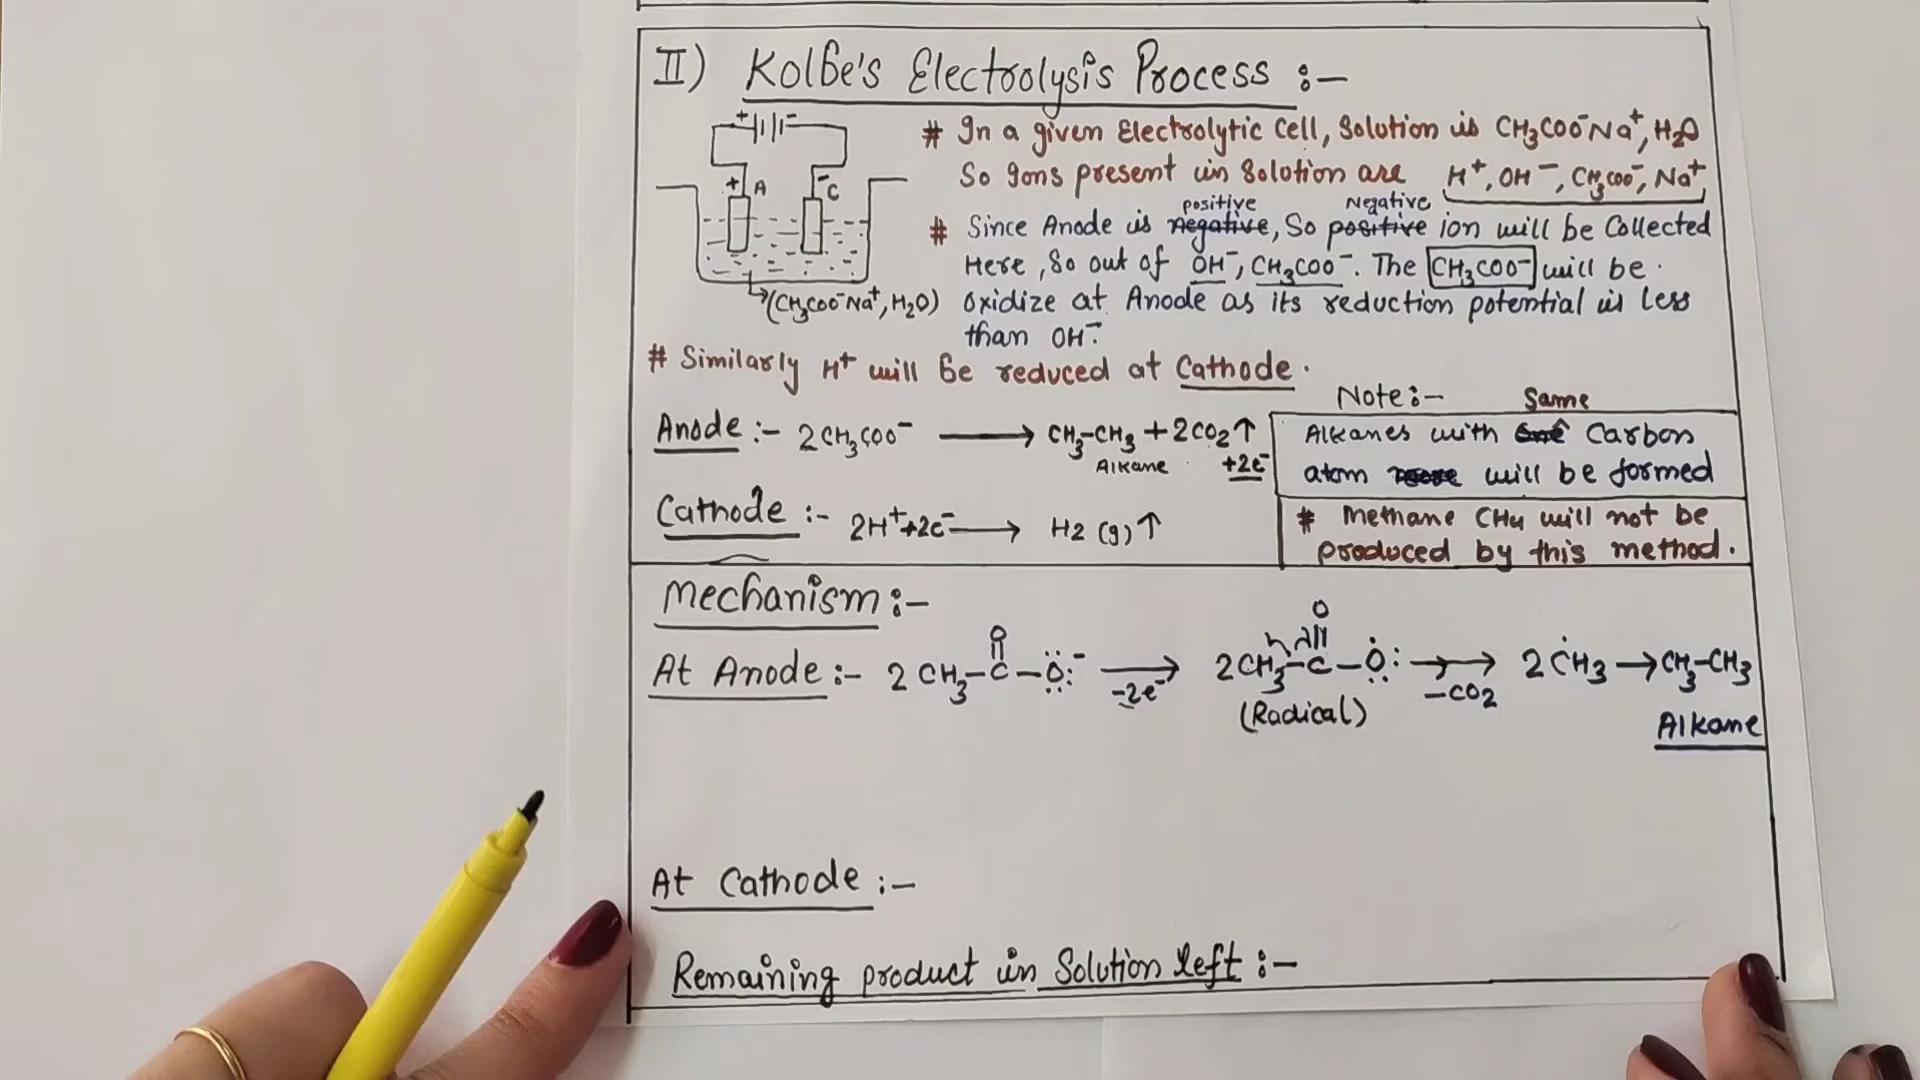 II) Kolbe's Electrolysis Process :-
+ -
+ A - C
→(CH3COO-Na+, H2O)
# In a given Electrolytic Cell, Solution is CH3COO-Na+, H2O
So Ions present in Solution are H+, OH-, CH3COO-, Na+
positive Negative
# Since Anode is negative, So positive ion will be Collected
Here, So out of OH-, CH3COO-. The CH3COO- will be.
oxidize at Anode as its reduction potential is less
than OH-.
# Similarly H+ will be reduced at Cathode.
Anode :- 2CH3COO- → CH3-CH3 + 2CO2↑
Alkane +2e-
Cathode :- 2H+ +2e- → H2 (g)↑
Note :- Same
Alkanes with Carbon
atom will be formed
# Methane CH4 will not be
produced by this method.
Mechanism :-
At Anode :- 2 CH3-C(=O)-O:- → 2CH3-C(=O)-O: → 2ĊH3 → CH3-CH3
-2e- (Radical) -CO2 Alkane
At Cathode :-
Remaining product in Solution left :-